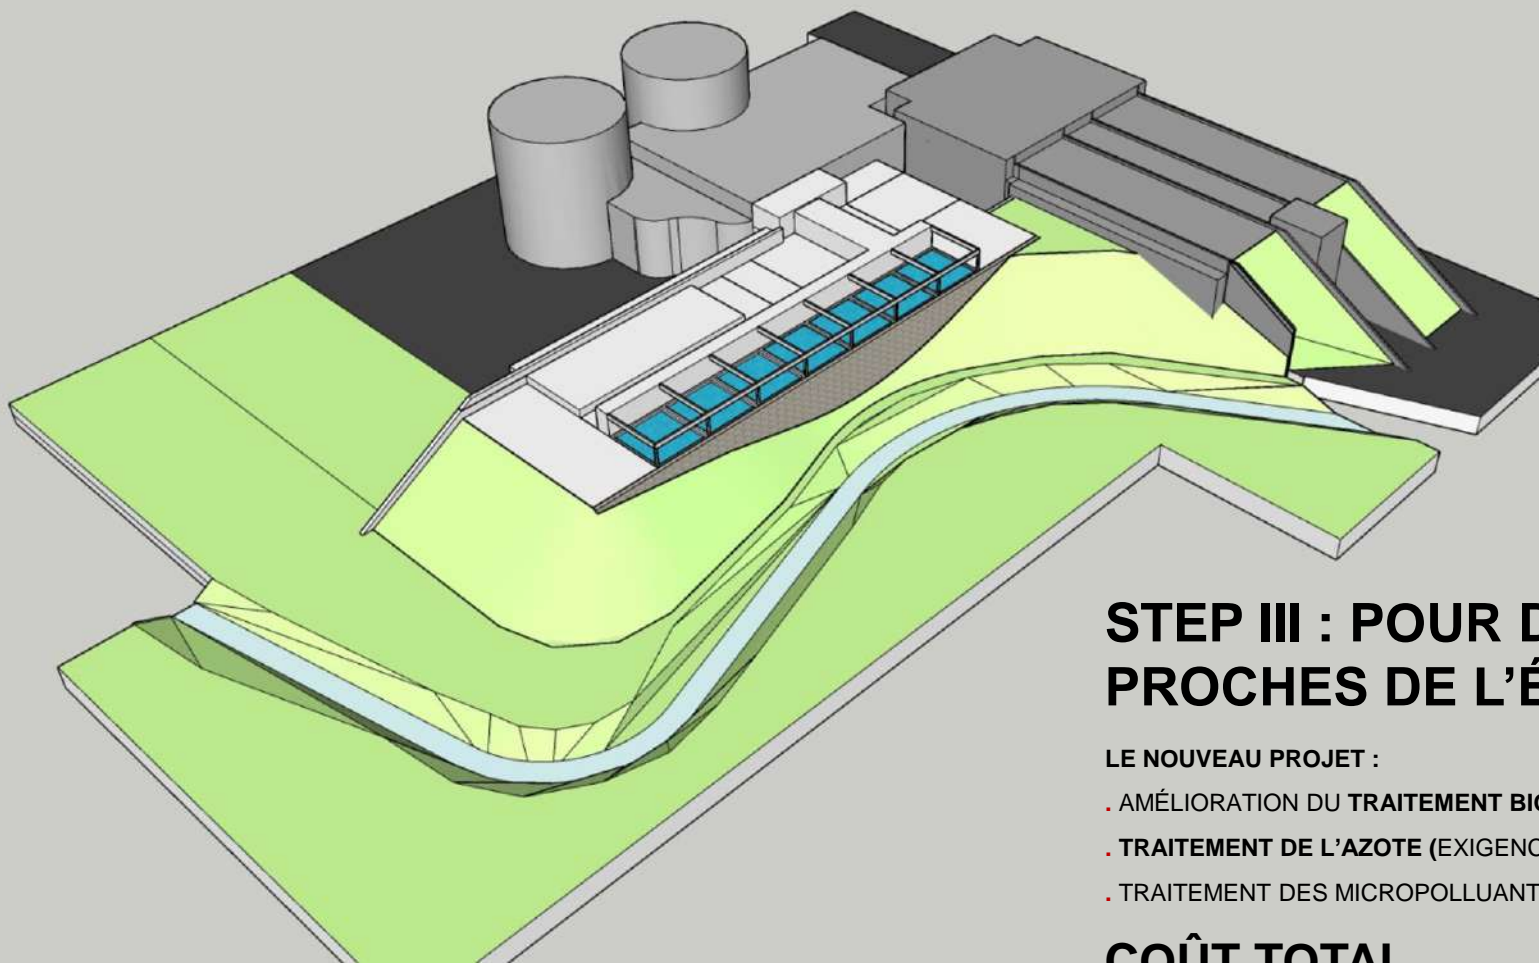 STEP III : POUR D
PROCHES DE L’É
LE NOUVEAU PROJET :
. AMÉLIORATION DU TRAITEMENT BIO
. TRAITEMENT DE L’AZOTE (EXIGENC
. TRAITEMENT DES MICROPOLLUANT
COÛT TOTAL